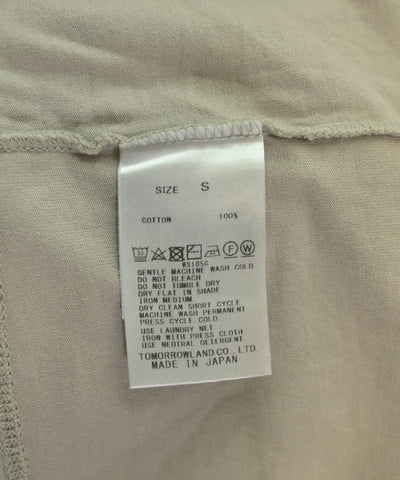 SIZE S
COTTON 100%
WS105C
GENTLE MACHINE WASH COLD
DO NOT BLEACH
DO NOT TUMBLE DRY
DRY FLAT IN SHADE
IRON MEDIUM
DRY CLEAN SHORT CYCLE
MACHINE WASH PERMANENT
PRESS CYCLE COLD
USE LAUNDRY NET
IRON WITH PRESS CLOTH
USE NEUTRAL DETERGENT
TOMORROWLAND CO., LTD.
MADE IN JAPAN